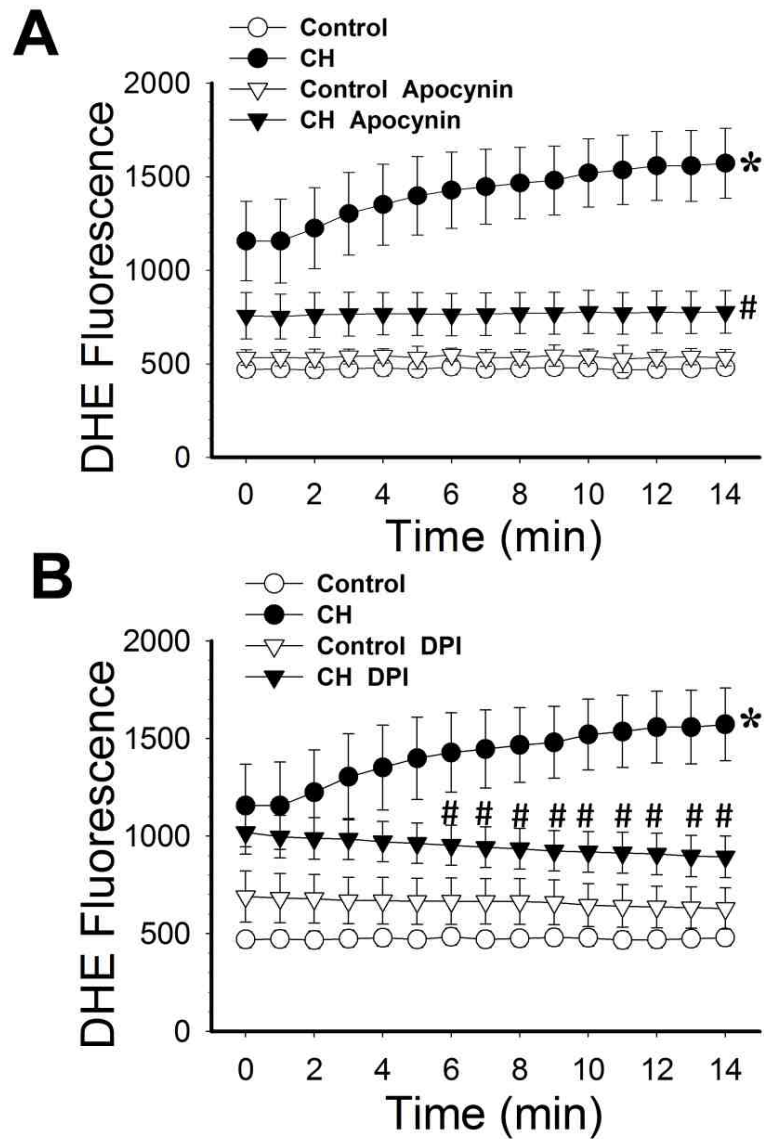 A
Control
CH
Control Apocynin
CH Apocynin
2000
1500
1000
500
0
DHE Fluorescence
*
#
0 2 4 6 8 10 12 14
Time (min)
B
Control
CH
Control DPI
CH DPI
2000
1500
1000
500
0
DHE Fluorescence
*
# # # # # # # # #
0 2 4 6 8 10 12 14
Time (min)